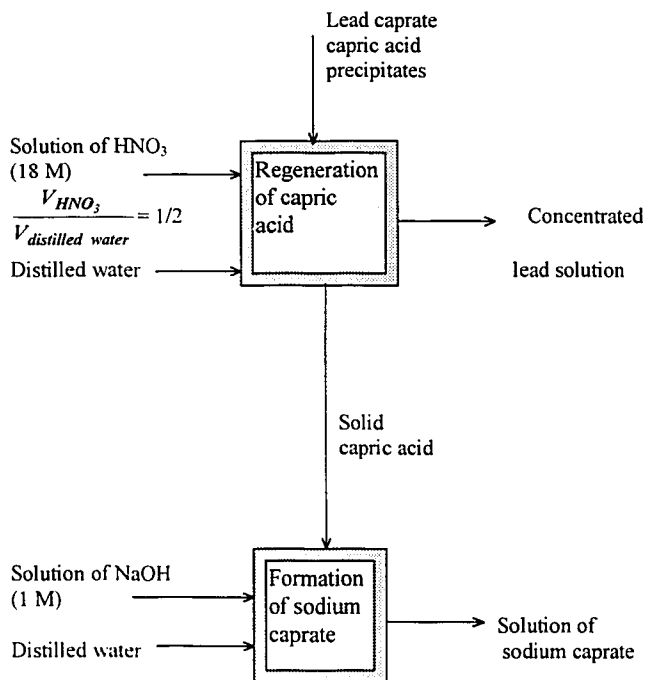 Lead caprate
capric acid
precipitates
Solution of HNO₃
(18 M)
V_HNO₃ / V_distilled water = 1/2
Distilled water
Regeneration
of capric
acid
Concentrated
lead solution
Solid
capric acid
Solution of NaOH
(1 M)
Distilled water
Formation
of sodium
caprate
Solution of
sodium caprate